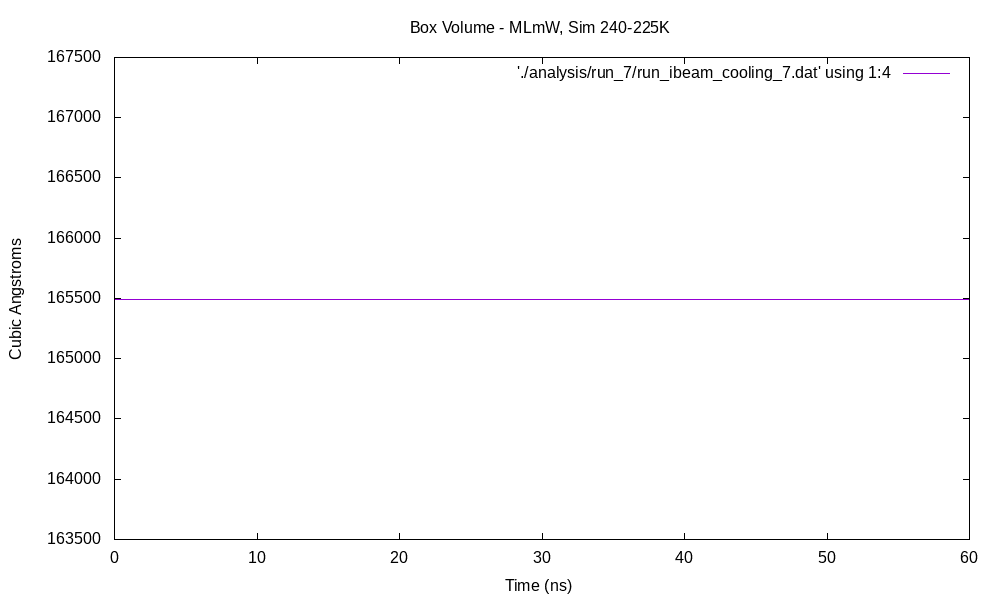 Box Volume - MLmW, Sim 240-225K
167500
'./analysis/run_7/run_ibeam_cooling_7.dat' using 1:4
167000
166500
166000
165500
165000
164500
164000
163500
Cubic Angstroms
0 10 20 30 40 50 60
Time (ns)